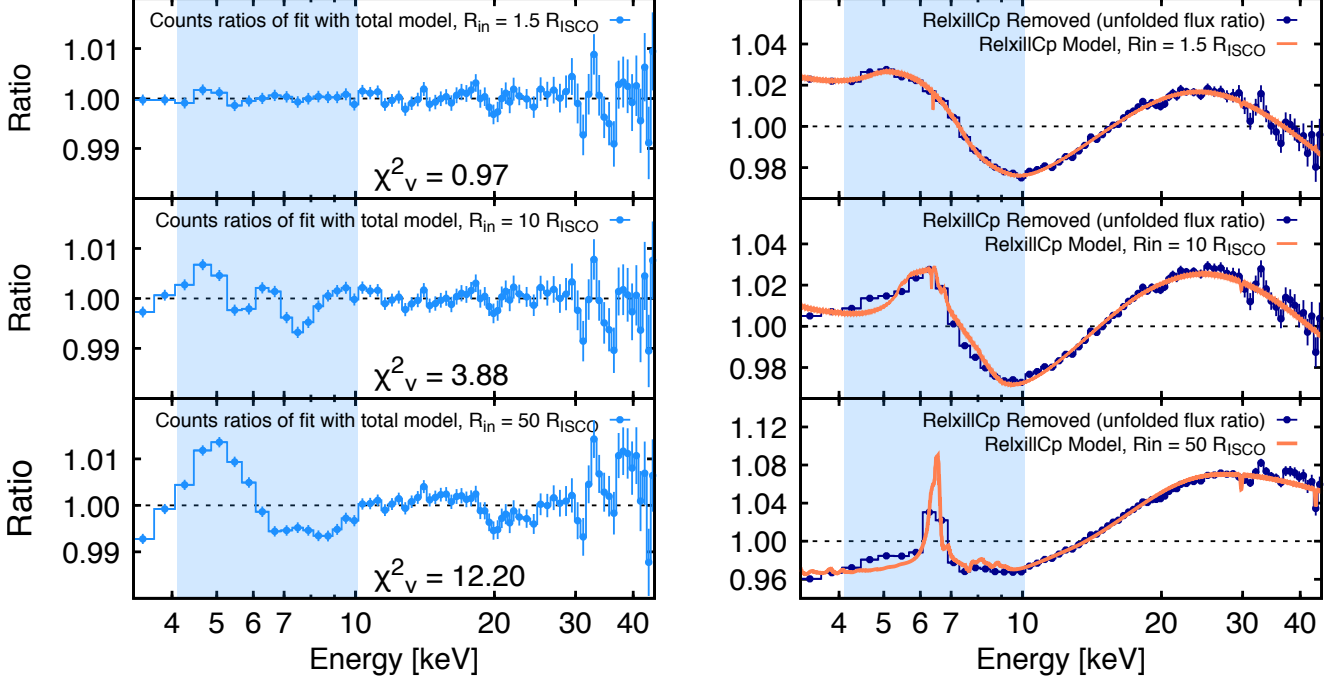 Counts ratios of fit with total model, R_in = 1.5 R_ISCO
1.01
1.00
0.99
Ratio
χ²_ν = 0.97
Counts ratios of fit with total model, R_in = 10 R_ISCO
1.01
1.00
0.99
χ²_ν = 3.88
Counts ratios of fit with total model, R_in = 50 R_ISCO
1.01
1.00
0.99
Ratio
χ²_ν = 12.20
4 5 6 7 10 20 30 40
Energy [keV]
RelxillCp Removed (unfolded flux ratio)
RelxillCp Model, Rin = 1.5 R_ISCO
1.04
1.02
1.00
0.98
Ratio
RelxillCp Removed (unfolded flux ratio)
RelxillCp Model, Rin = 10 R_ISCO
1.04
1.02
1.00
0.98
RelxillCp Removed (unfolded flux ratio)
RelxillCp Model, Rin = 50 R_ISCO
1.12
1.08
1.04
1.00
0.96
Ratio
4 5 6 7 10 20 30 40
Energy [keV]